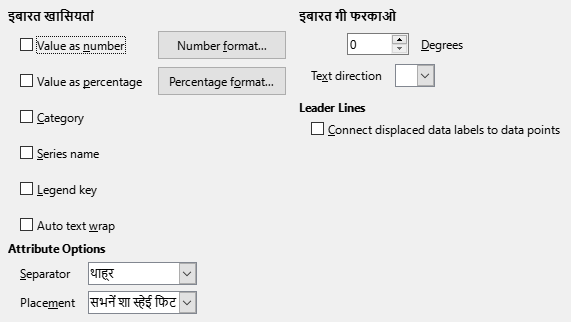 इबारत खासियतां
Value as number
Number format...
Value as percentage
Percentage format...
Category
Series name
Legend key
Auto text wrap
Attribute Options
Separator
थाह्‌र
Placement
सभनें शा स्हेई फिट
इबारत गी फरकाओ
0
Degrees
Text direction
Leader Lines
Connect displaced data labels to data points